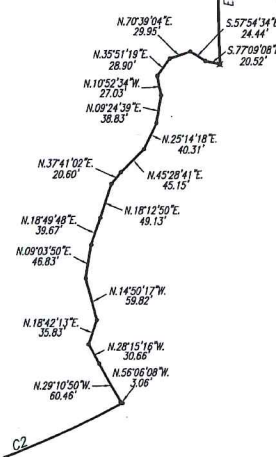 E
N.70°39'04"E.
29.95'
S.57°54'34"E
24.44'
N.35°51'19"E.
28.90'
S.77°09'08"E
20.52'
N.10°52'34"W.
27.03'
N.09°24'39"E.
38.83'
N.25°14'18"E.
40.31'
N.37°41'02"E.
20.60'
N.45°28'41"E.
45.15'
N.18°12'50"E.
49.13'
N.18°49'48"E.
39.67'
N.09°03'50"E.
46.83'
N.14°50'17"W.
59.82'
N.18°42'13"E.
35.83'
N.28°15'16"W.
30.66'
N.56°06'08"W.
3.06'
N.29°10'50"W.
60.46'
C2